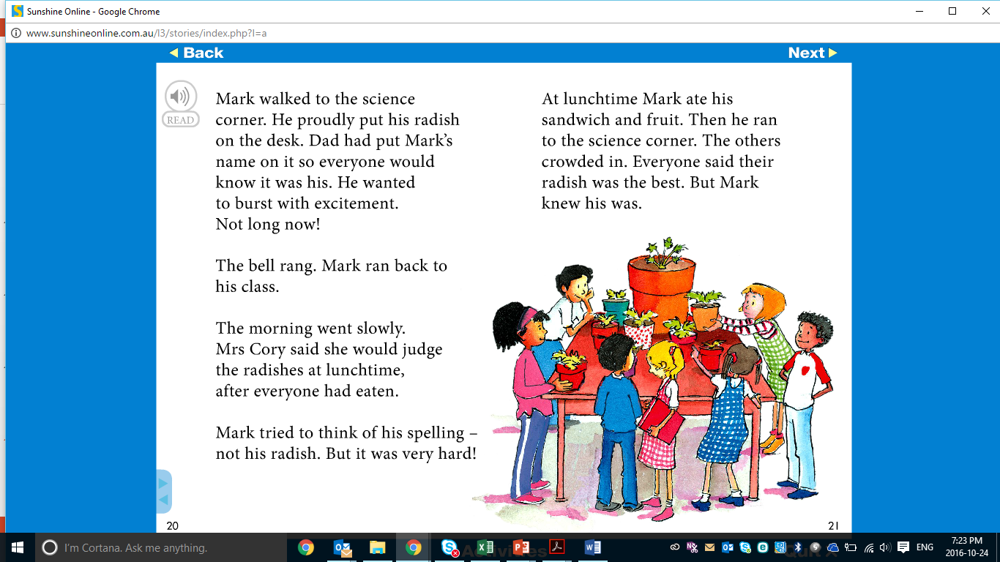 Sunshine Online - Google Chrome
www.sunshineonline.com.au/l3/stories/index.php?l=a
Back
Next
READ
Mark walked to the science
corner. He proudly put his radish
on the desk. Dad had put Mark’s
name on it so everyone would
know it was his. He wanted
to burst with excitement.
Not long now!
The bell rang. Mark ran back to
his class.
The morning went slowly.
Mrs Cory said she would judge
the radishes at lunchtime,
after everyone had eaten.
Mark tried to think of his spelling –
not his radish. But it was very hard!
20
At lunchtime Mark ate his
sandwich and fruit. Then he ran
to the science corner. The others
crowded in. Everyone said their
radish was the best. But Mark
knew his was.
21
Activities
Quit X
I'm Cortana. Ask me anything.
ENG
7:23 PM
2016-10-24